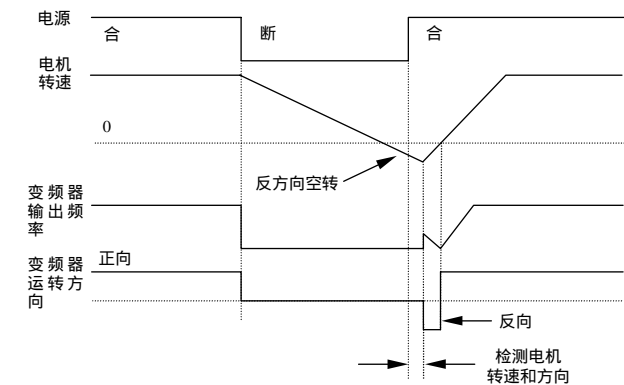 电源
合
断
合
电机
转速
0
反方向空转
变频器
输出频
率
正向
变频器
运转方
向
反向
检测电机
转速和方向